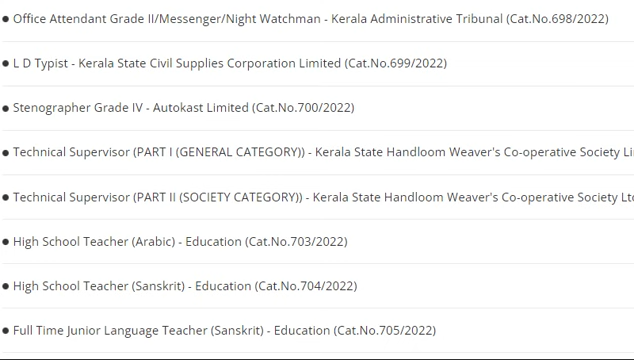 Office Attendant Grade II/Messenger/Night Watchman - Kerala Administrative Tribunal (Cat.No.698/2022)
L D Typist - Kerala State Civil Supplies Corporation Limited (Cat.No.699/2022)
Stenographer Grade IV - Autokast Limited (Cat.No.700/2022)
Technical Supervisor (PART I (GENERAL CATEGORY)) - Kerala State Handloom Weaver's Co-operative Society
Technical Supervisor (PART II (SOCIETY CATEGORY)) - Kerala State Handloom Weaver's Co-operative Society
High School Teacher (Arabic) - Education (Cat.No.703/2022)
High School Teacher (Sanskrit) - Education (Cat.No.704/2022)
Full Time Junior Language Teacher (Sanskrit) - Education (Cat.No.705/2022)